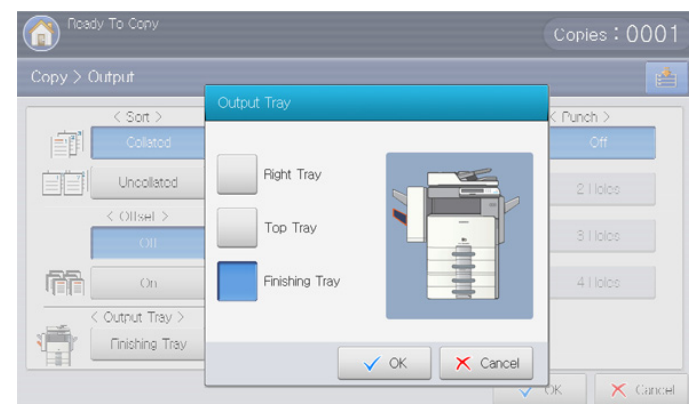 Ready To Copy
Copies : 0001
Copy > Output
< Sort >
Collated
Uncollated
< Offset >
Off
On
< Output Tray >
Finishing Tray
Output Tray
Right Tray
Top Tray
Finishing Tray
OK
Cancel
< Punch >
Off
2 Holes
3 Holes
4 Holes
OK
Cancel